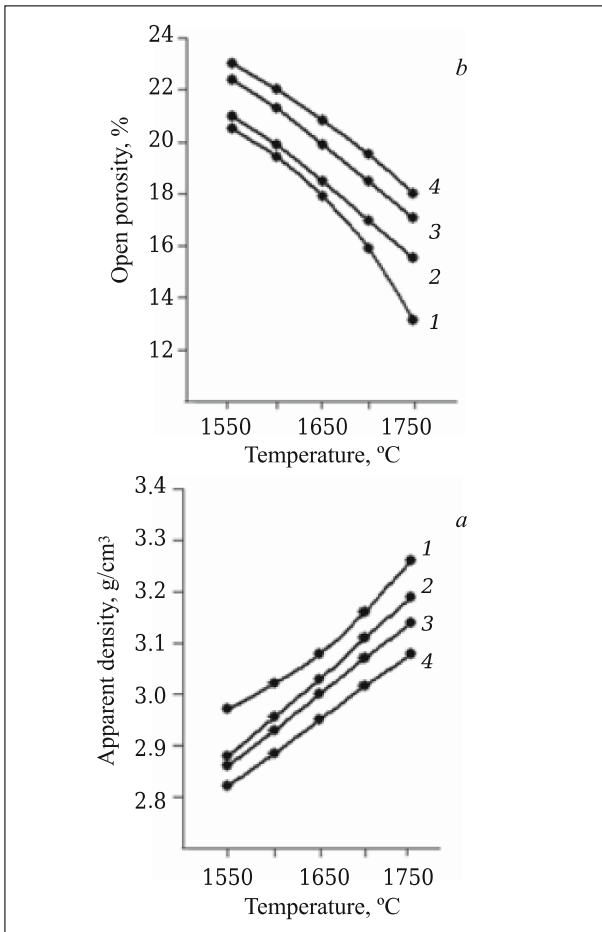 24
b
22
20
18
4
3
16
2
14
1
12
Open porosity, %
1550 1650 1750
Temperature, ºC
3.4
a
3.3
1
3.2
2
3.1
3
4
3.0
2.9
2.8
Apparent density, g/cm³
1550 1650 1750
Temperature, ºC